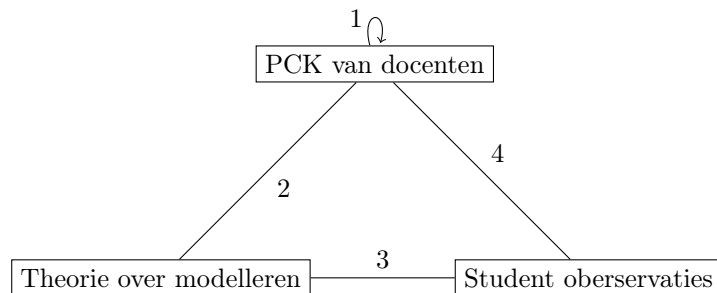 1
PCK van docenten
2
4
Theorie over modelleren
3
Student oberservaties